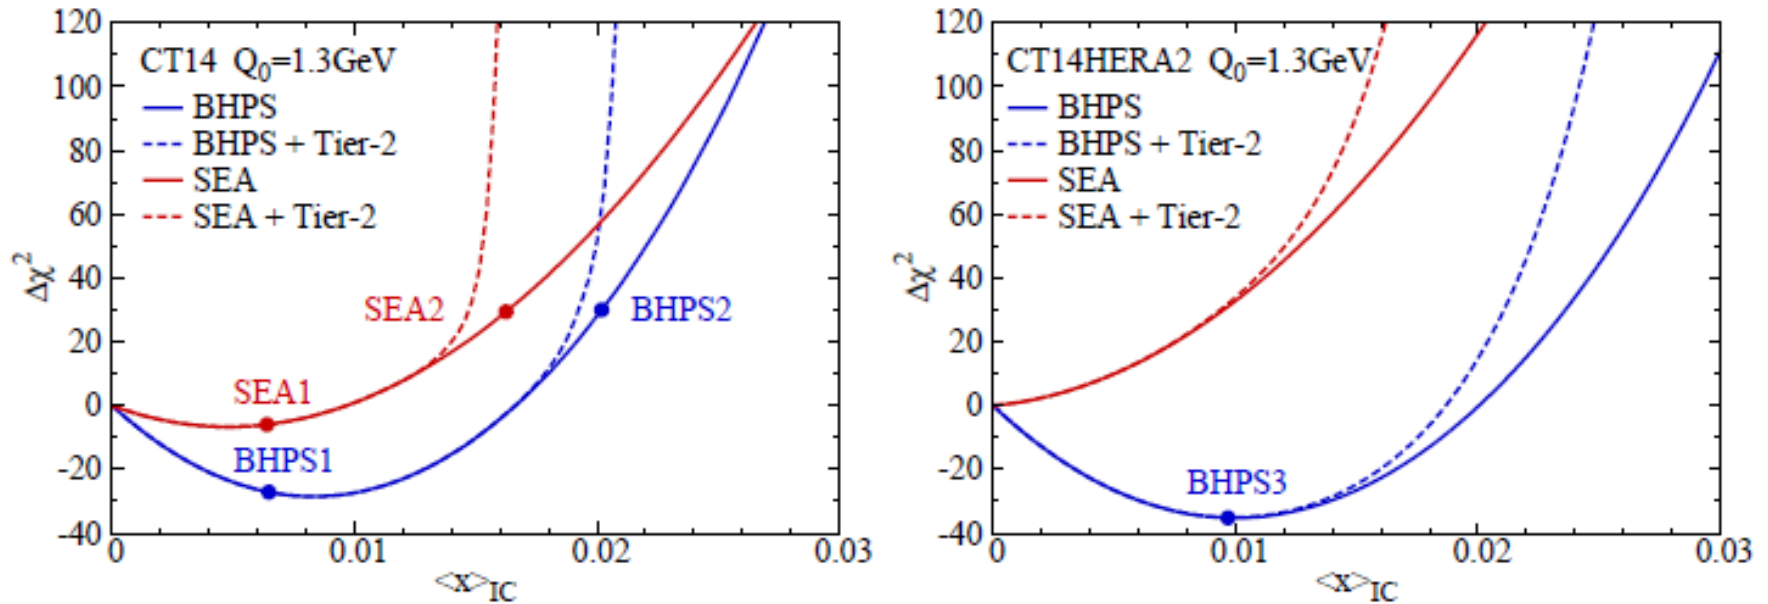 CT14 Q0=1.3GeV
BHPS
BHPS + Tier-2
SEA
SEA + Tier-2
SEA2
BHPS2
SEA1
BHPS1
120
100
80
60
40
20
0
-20
-40
Δχ²
0
0.01
0.02
0.03
<x>IC
CT14HERA2 Q0=1.3GeV
BHPS
BHPS + Tier-2
SEA
SEA + Tier-2
BHPS3
120
100
80
60
40
20
0
-20
-40
Δχ²
0
0.01
0.02
0.03
<x>IC